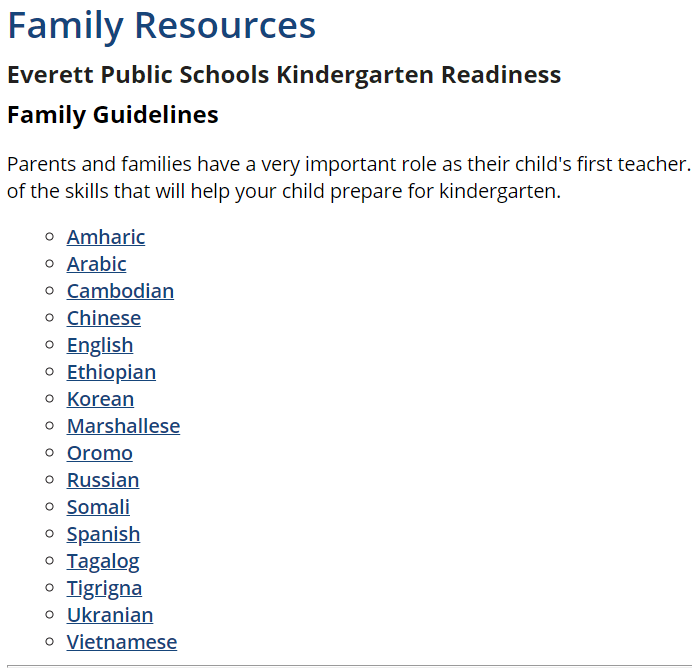 Family Resources
Everett Public Schools Kindergarten Readiness
Family Guidelines
Parents and families have a very important role as their child's first teacher.
of the skills that will help your child prepare for kindergarten.
Amharic
Arabic
Cambodian
Chinese
English
Ethiopian
Korean
Marshallese
Oromo
Russian
Somali
Spanish
Tagalog
Tigrigna
Ukranian
Vietnamese